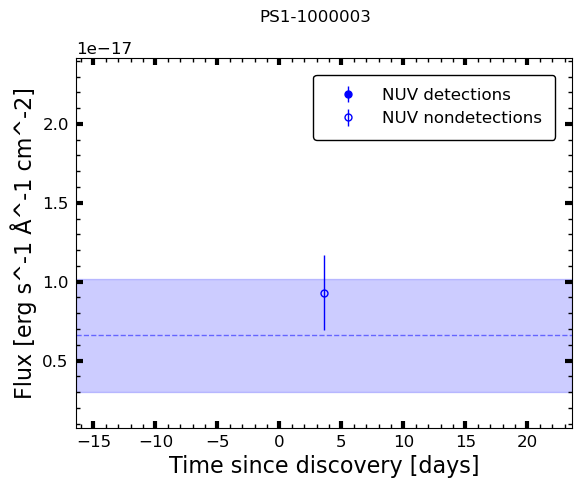 PS1-1000003
1e−17
NUV detections
NUV nondetections
Flux [erg s^-1 Å^-1 cm^-2]
2.0
1.5
1.0
0.5
−15 −10 −5 0 5 10 15 20
Time since discovery [days]